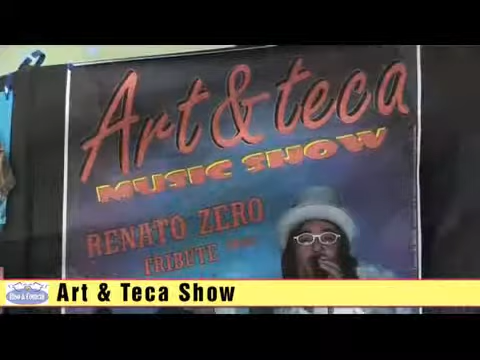 Art & teca
MUSIC SHOW
RENATO ZERO
TRIBUTE
Art & Teca Show